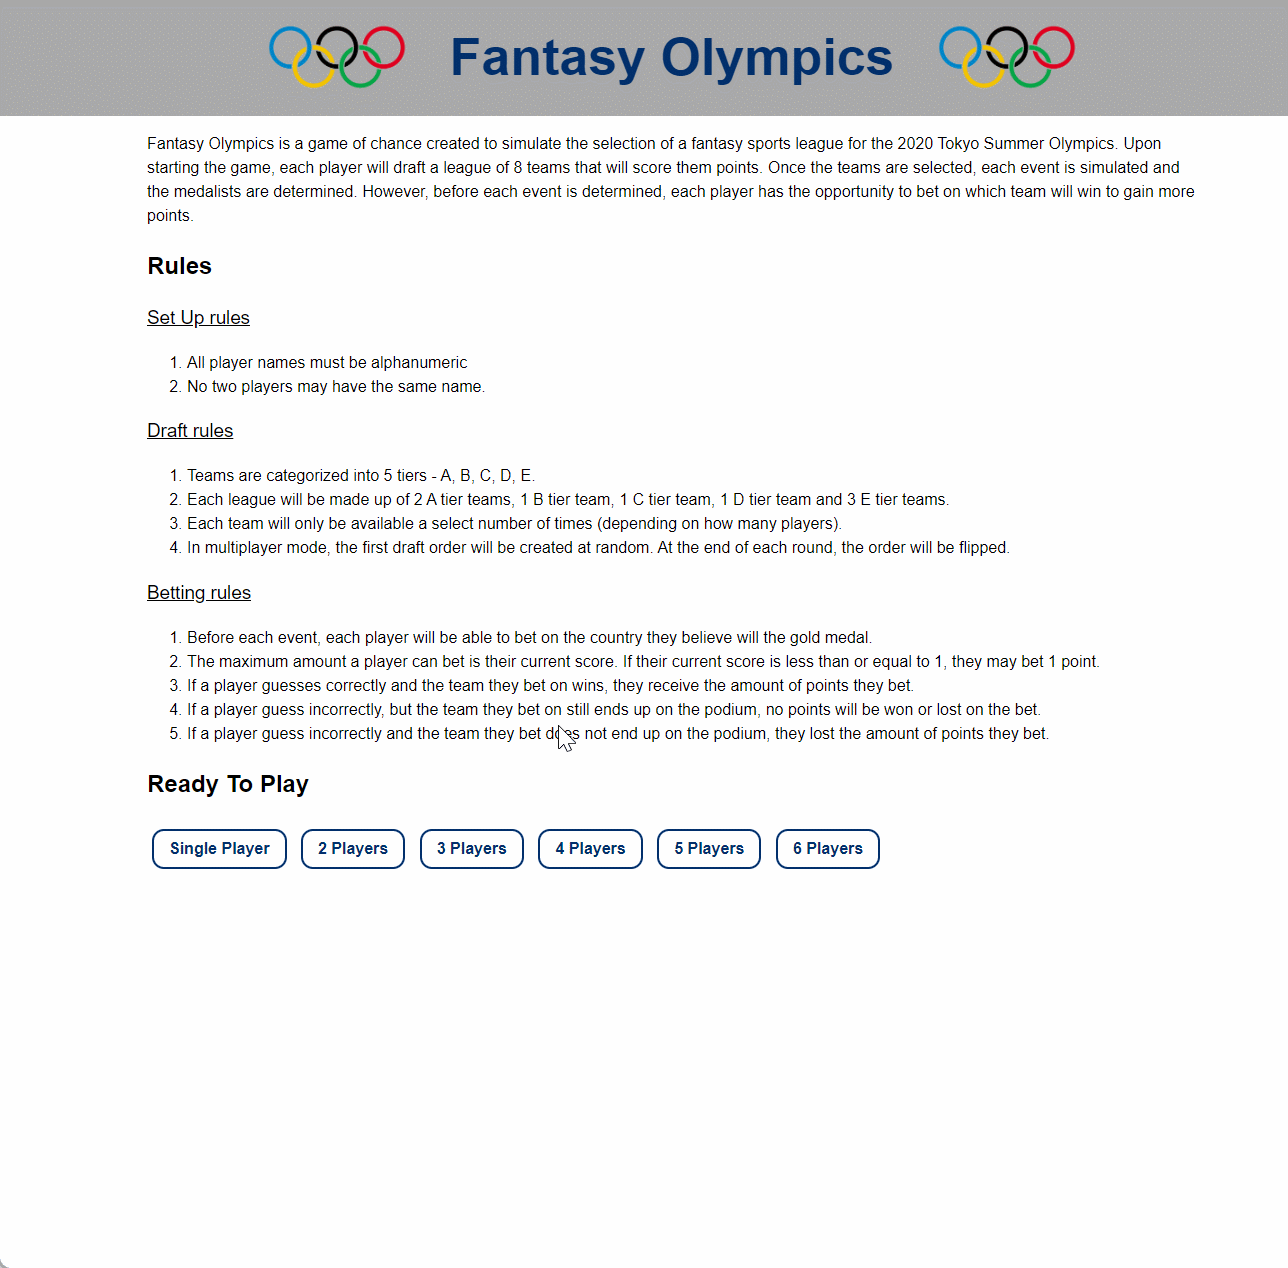 Fantasy Olympics
Fantasy Olympics is a game of chance created to simulate the selection of a fantasy sports league for the 2020 Tokyo Summer Olympics. Upon
starting the game, each player will draft a league of 8 teams that will score them points. Once the teams are selected, each event is simulated and
the medalists are determined. However, before each event is determined, each player has the opportunity to bet on which team will win to gain more
points.
Rules
Set Up rules
1. All player names must be alphanumeric
2. No two players may have the same name.
Draft rules
1. Teams are categorized into 5 tiers - A, B, C, D, E.
2. Each league will be made up of 2 A tier teams, 1 B tier team, 1 C tier team, 1 D tier team and 3 E tier teams.
3. Each team will only be available a select number of times (depending on how many players).
4. In multiplayer mode, the first draft order will be created at random. At the end of each round, the order will be flipped.
Betting rules
1. Before each event, each player will be able to bet on the country they believe will the gold medal.
2. The maximum amount a player can bet is their current score. If their current score is less than or equal to 1, they may bet 1 point.
3. If a player guesses correctly and the team they bet on wins, they receive the amount of points they bet.
4. If a player guess incorrectly, but the team they bet on still ends up on the podium, no points will be won or lost on the bet.
5. If a player guess incorrectly and the team they bet does not end up on the podium, they lost the amount of points they bet.
Ready To Play
Single Player 2 Players 3 Players 4 Players 5 Players 6 Players